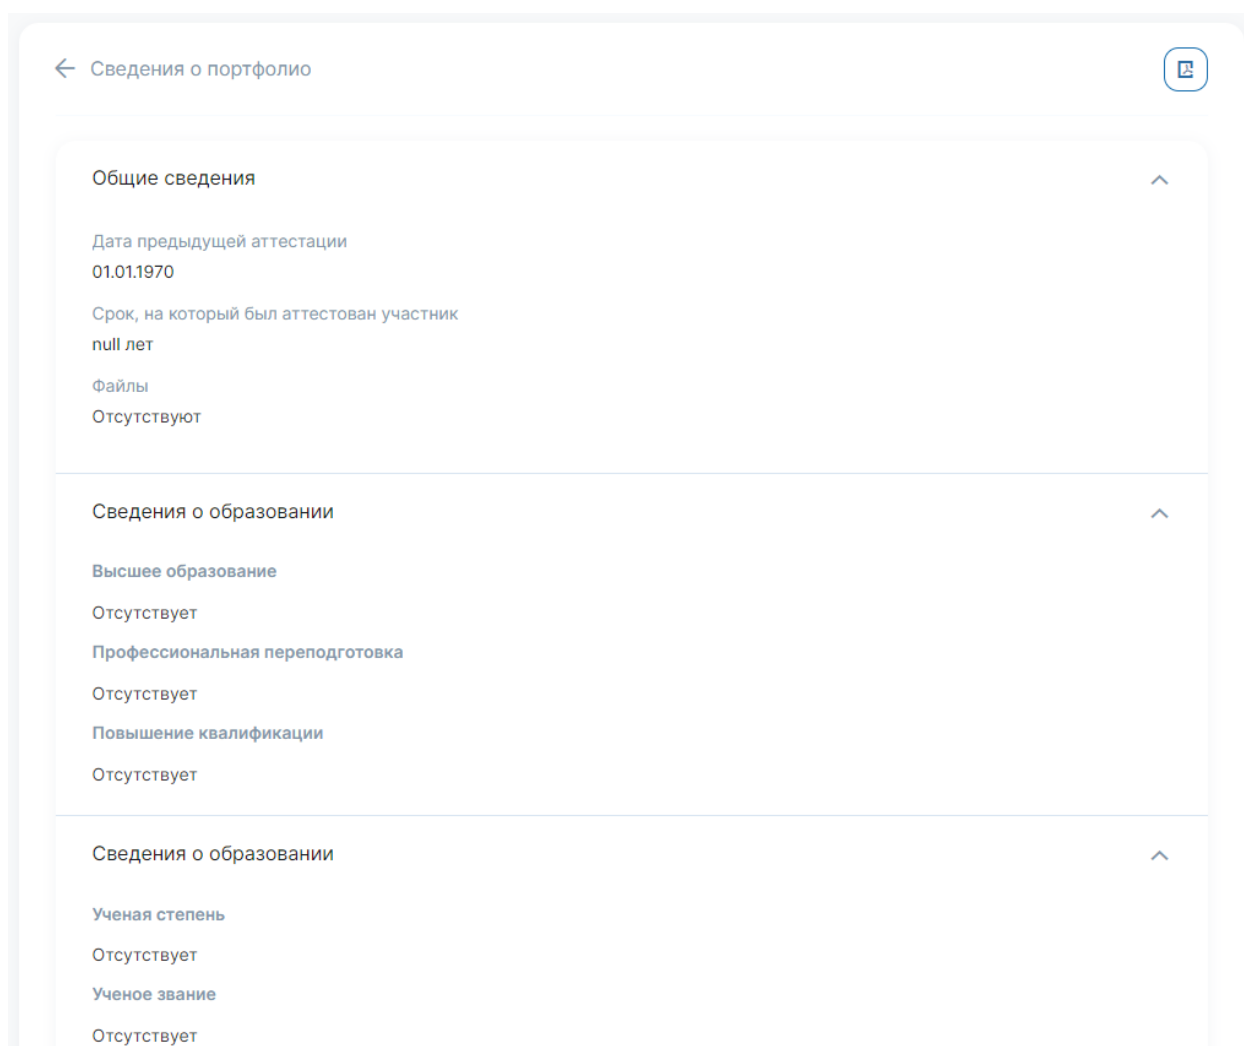 Сведения о портфолио
Общие сведения
Дата предыдущей аттестации
01.01.1970
Срок, на который был аттестован участник
null лет
Файлы
Отсутствуют
Сведения о образовании
Высшее образование
Отсутствует
Профессиональная переподготовка
Отсутствует
Повышение квалификации
Отсутствует
Сведения о образовании
Ученая степень
Отсутствует
Ученое звание
Отсутствует